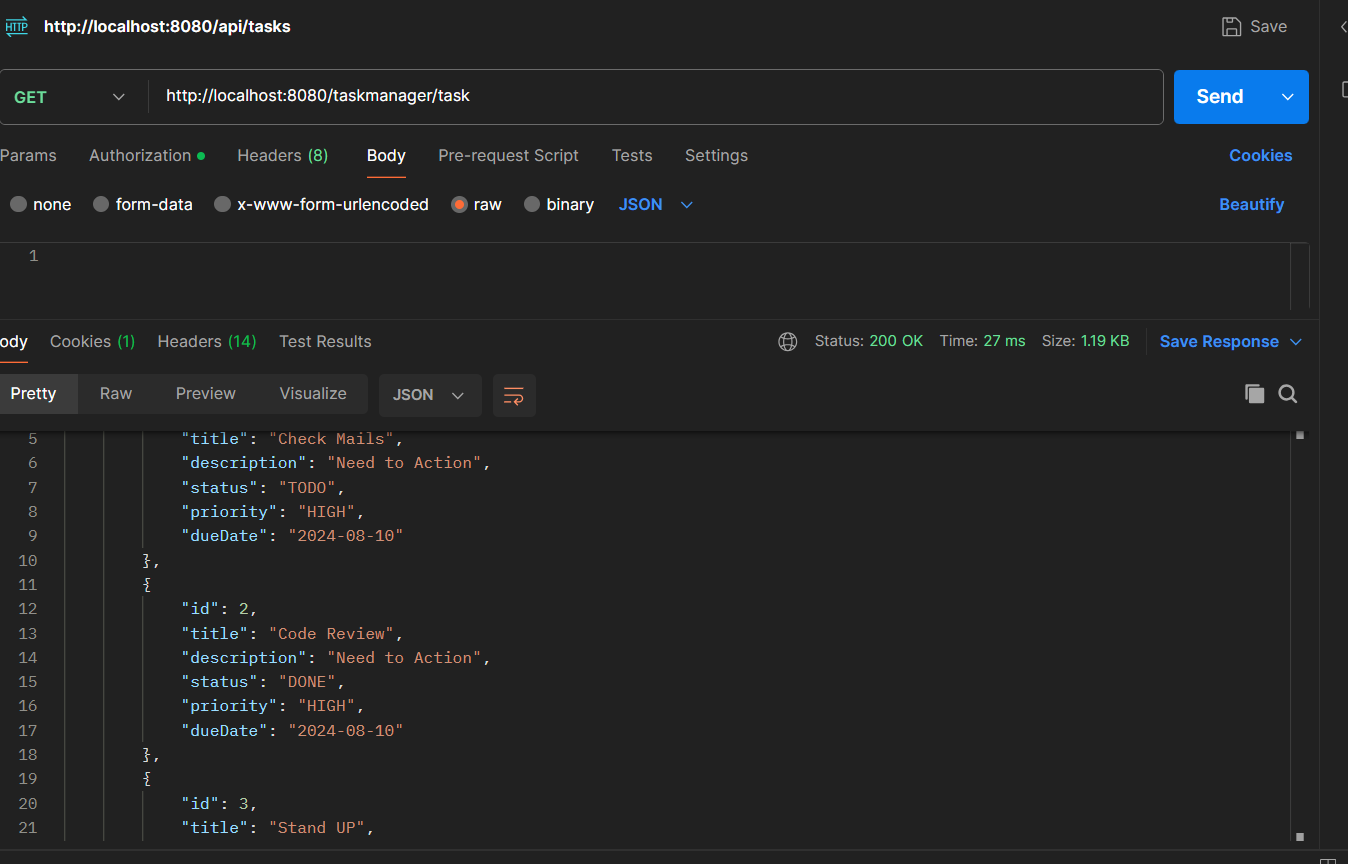 HTTP http://localhost:8080/api/tasks Save
GET http://localhost:8080/taskmanager/task Send
Params Authorization Headers (8) Body Pre-request Script Tests Settings Cookies
none form-data x-www-form-urlencoded raw binary JSON Beautify
1
ody Cookies (1) Headers (14) Test Results Status: 200 OK Time: 27 ms Size: 1.19 KB Save Response
Pretty Raw Preview Visualize JSON
5 "title": "Check Mails",
6 "description": "Need to Action",
7 "status": "TODO",
8 "priority": "HIGH",
9 "dueDate": "2024-08-10"
10 },
11 {
12 "id": 2,
13 "title": "Code Review",
14 "description": "Need to Action",
15 "status": "DONE",
16 "priority": "HIGH",
17 "dueDate": "2024-08-10"
18 },
19 {
20 "id": 3,
21 "title": "Stand UP",